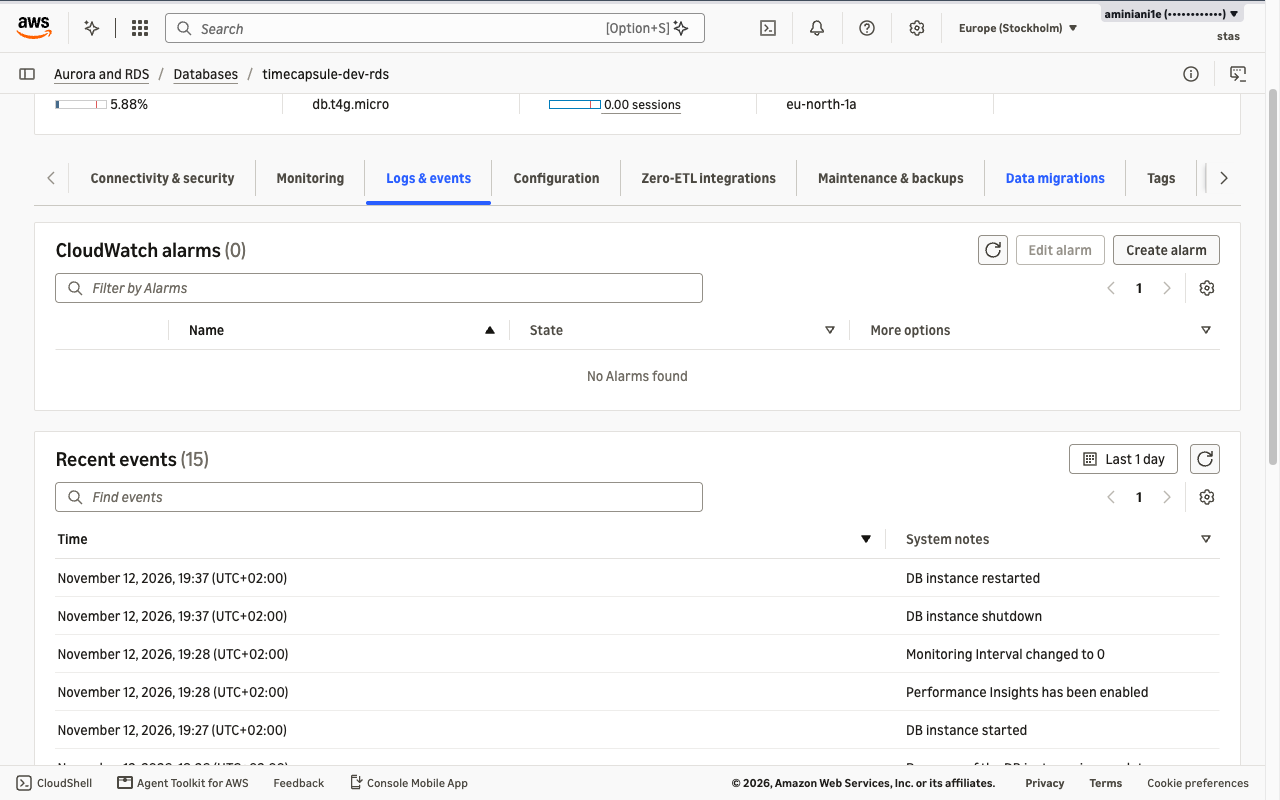 aws
Search [Option+S]
Europe (Stockholm)
aminiani1e (••••••••••••)
stas
Aurora and RDS / Databases / timecapsule-dev-rds
5.88% db.t4g.micro 0.00 sessions eu-north-1a
Connectivity & security Monitoring Logs & events Configuration Zero-ETL integrations Maintenance & backups Data migrations Tags
CloudWatch alarms (0) Edit alarm Create alarm
Filter by Alarms 1
Name State More options
No Alarms found
Recent events (15) Last 1 day
Find events 1
Time System notes
November 12, 2026, 19:37 (UTC+02:00) DB instance restarted
November 12, 2026, 19:37 (UTC+02:00) DB instance shutdown
November 12, 2026, 19:28 (UTC+02:00) Monitoring Interval changed to 0
November 12, 2026, 19:28 (UTC+02:00) Performance Insights has been enabled
November 12, 2026, 19:27 (UTC+02:00) DB instance started
CloudShell Agent Toolkit for AWS Feedback Console Mobile App © 2026, Amazon Web Services, Inc. or its affiliates. Privacy Terms Cookie preferences